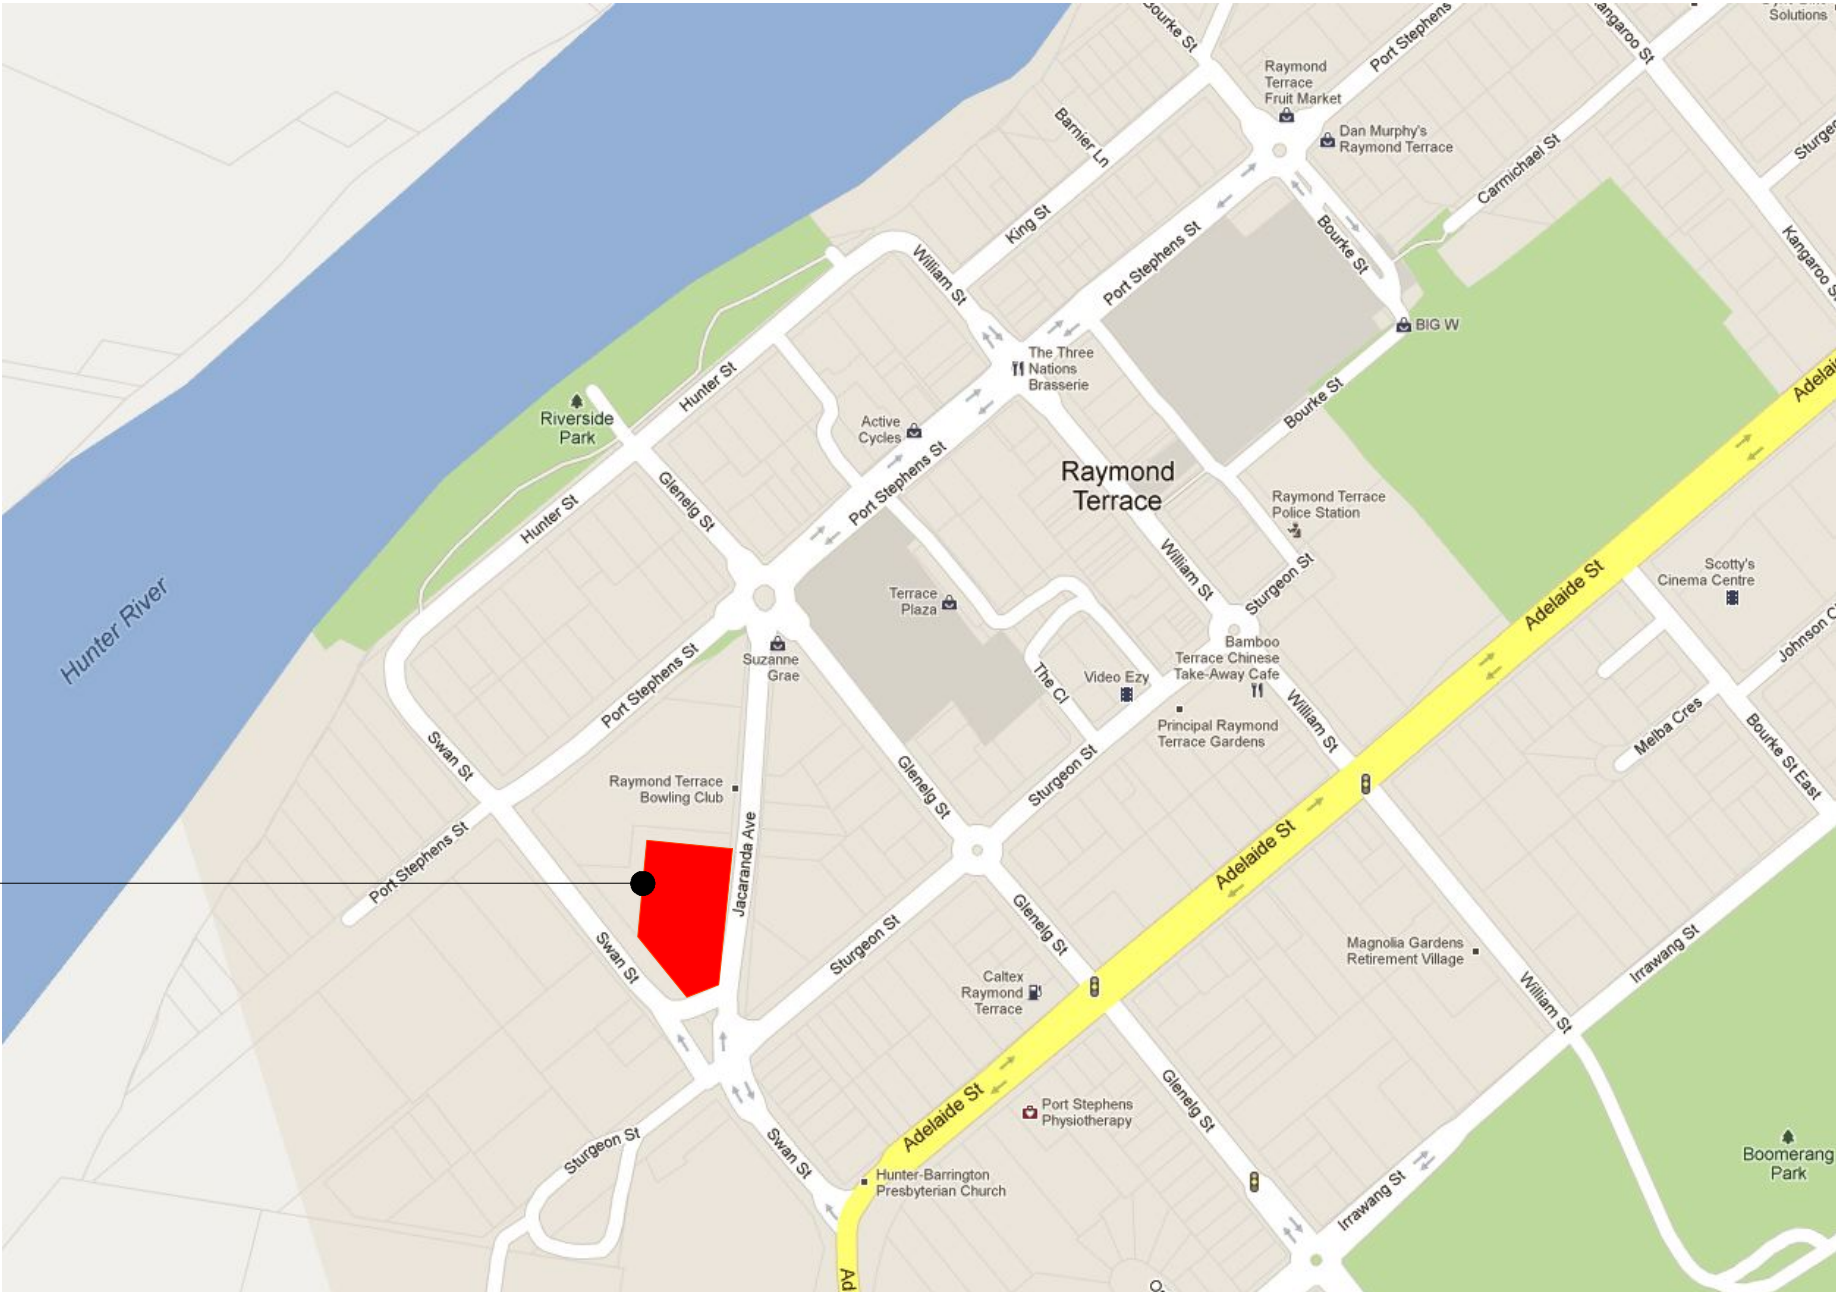 Bourke St
Port Stephens
Kangaroo St
Solutions
Raymond
Terrace
Fruit Market
Dan Murphy's
Raymond Terrace
Barnier Ln
Carmichael St
King St
Bourke St
Kangaroo S
William St
Port Stephens St
BIG W
The Three
Nations
Brasserie
Adelai
Hunter St
Riverside
Park
Active
Cycles
Bourke St
Port Stephens St
Raymond
Terrace
Glenelg St
Hunter St
Raymond Terrace
Police Station
William St
Sturgeon St
Adelaide St
Scotty's
Cinema Centre
Hunter River
Terrace
Plaza
Suzanne
Grae
Port Stephens St
The Cl
Video Ezy
Bamboo
Terrace Chinese
Take-Away Cafe
Johnson C
Principal Raymond
Terrace Gardens
William St
Melba Cres
Bourke St East
Swan St
Raymond Terrace
Bowling Club
Glenelg St
Sturgeon St
Jacaranda Ave
Port Stephens St
Adelaide St
Swan St
Sturgeon St
Glenelg St
Magnolia Gardens
Retirement Village
Irrawang St
Caltex
Raymond
Terrace
William St
Adelaide St
Port Stephens
Physiotherapy
Glenelg St
Sturgeon St
Swan St
Hunter-Barrington
Presbyterian Church
Irrawang St
Boomerang
Park
Ad